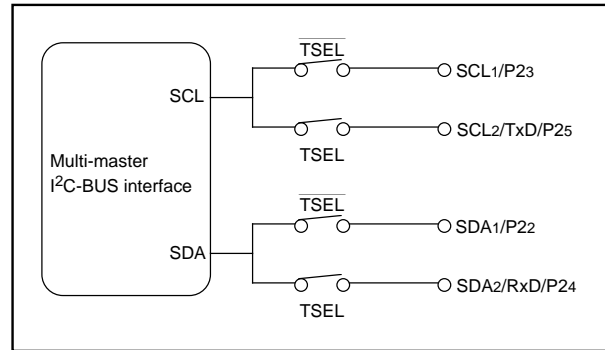 TSEL
SCL1/P23
SCL
SCL2/TxD/P25
TSEL
Multi-master
I2C-BUS interface
TSEL
SDA1/P22
SDA
SDA2/RxD/P24
TSEL